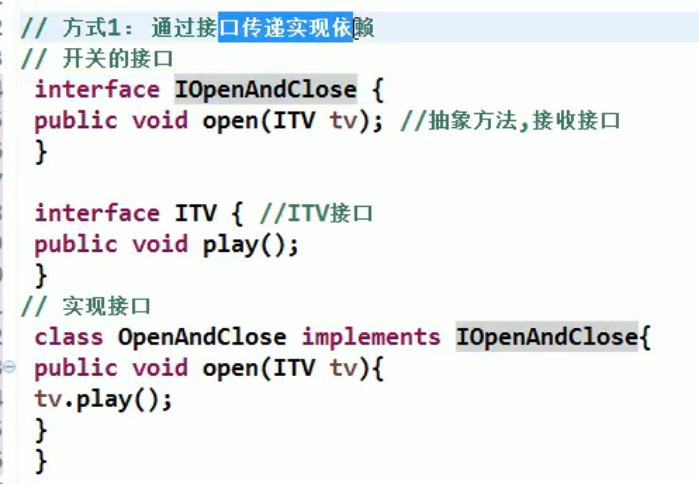 // 方式1： 通过接口传递实现依赖
// 开关的接口
interface IOpenAndClose {
public void open(ITV tv); //抽象方法,接收接口
}
interface ITV { //ITV接口
public void play();
}
// 实现接口
class OpenAndClose implements IOpenAndClose{
public void open(ITV tv){
tv.play();
}
}